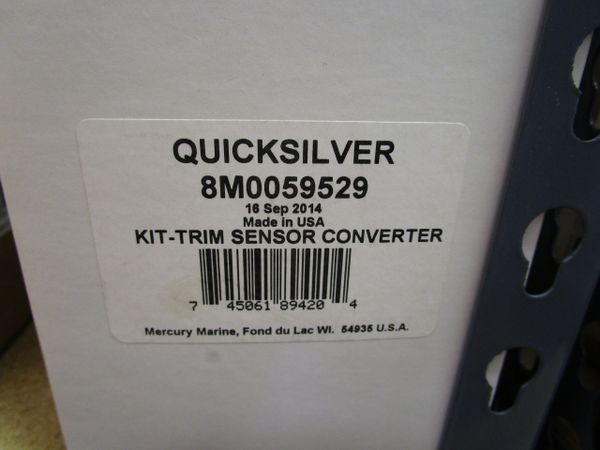 QUICKSILVER
8M0059529
16 Sep 2014
Made in USA
KIT-TRIM SENSOR CONVERTER
7 45061 89420 4
Mercury Marine, Fond du Lac WI. 54935 U.S.A.